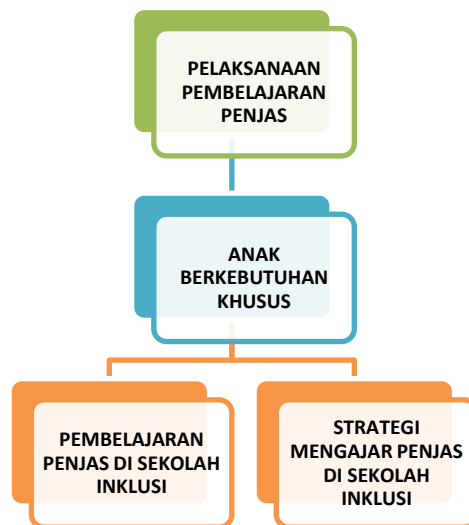 PELAKSANAAN
PEMBELAJARAN
PENJAS
ANAK
BERKEBUTUHAN
KHUSUS
PEMBELAJARAN
PENJAS DI SEKOLAH
INKLUSI
STRATEGI
MENGAJAR PENJAS
DI SEKOLAH
INKLUSI